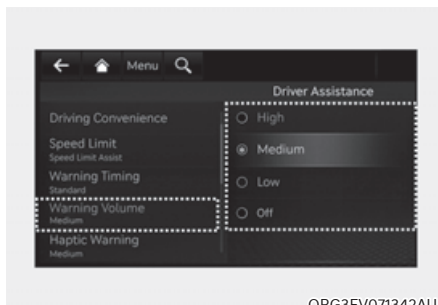 Menu
Driver Assistance
Driving Convenience
Speed Limit
Speed Limit Assist
Warning Timing
Standard
Warning Volume
Medium
Haptic Warning
Medium
High
Medium
Low
Off